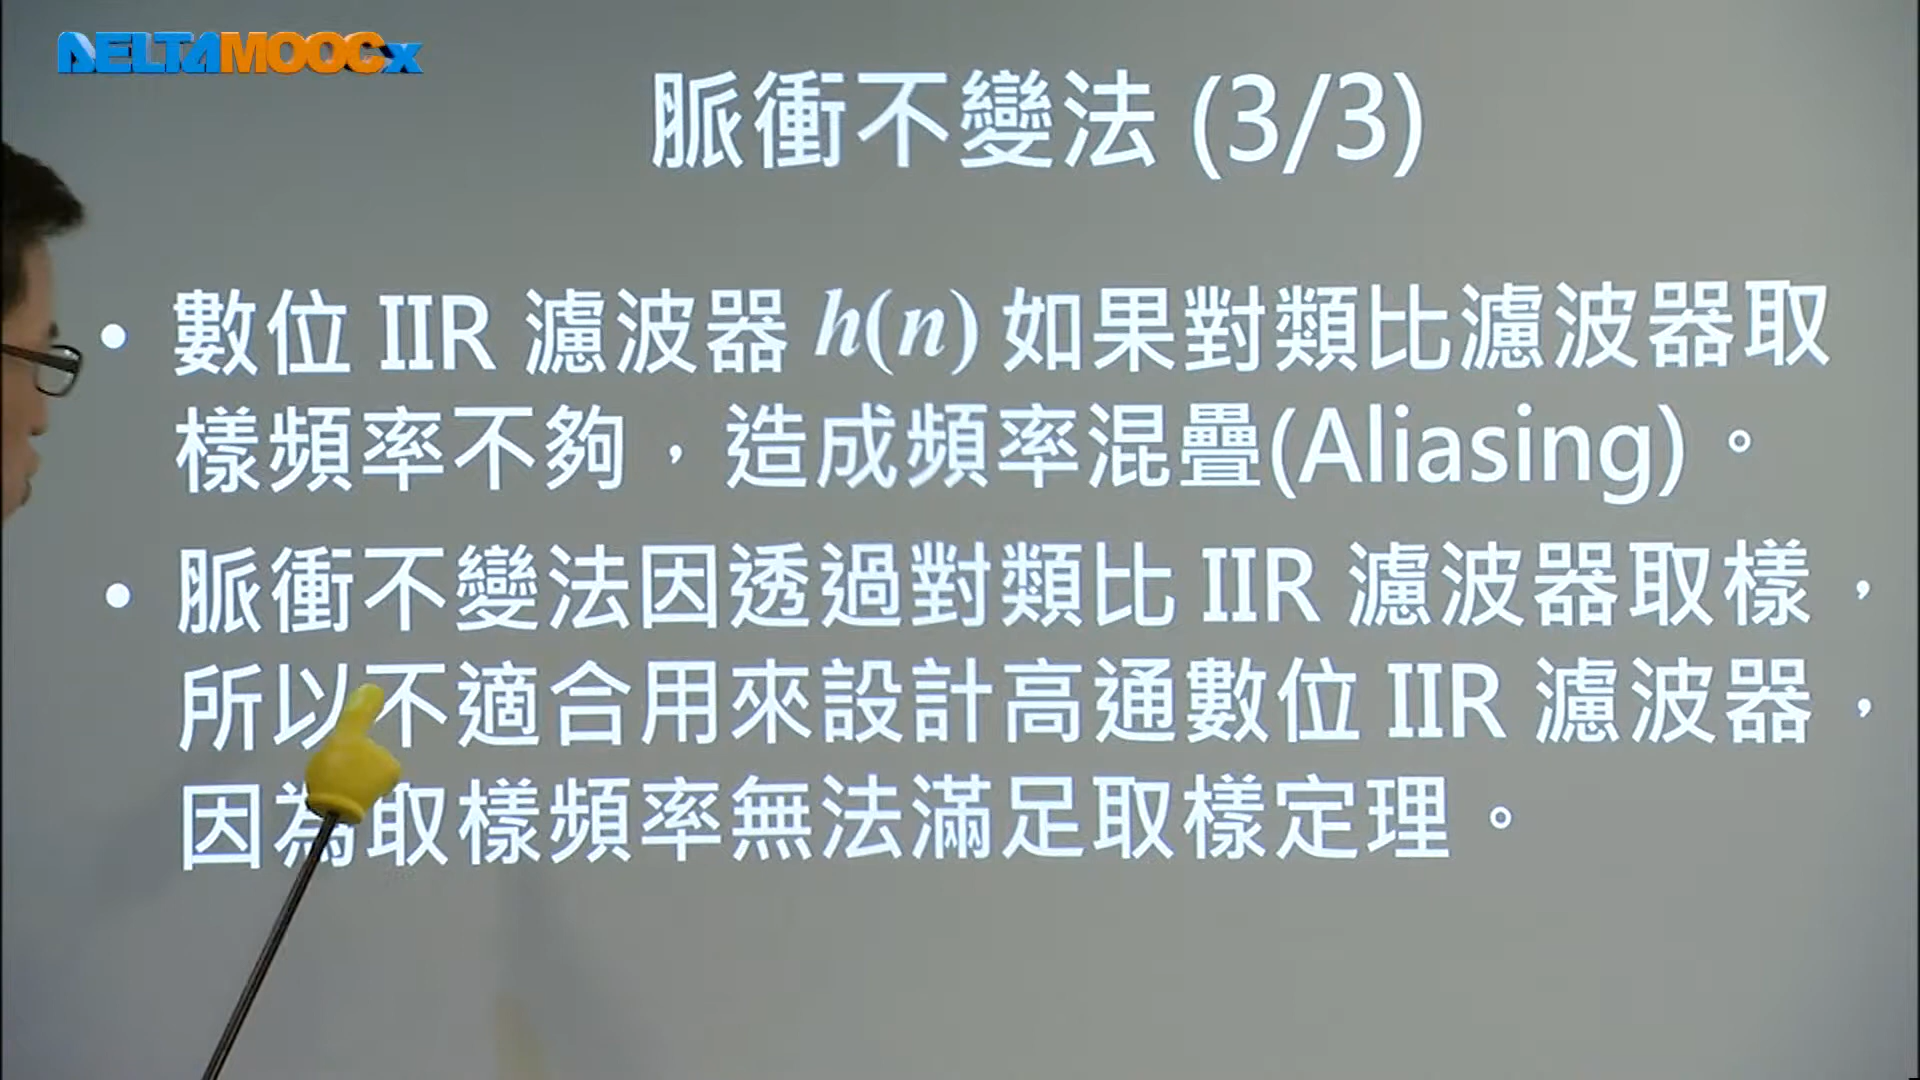 DELTAMOOCx
脈衝不變法 (3/3)
• 數位 IIR 濾波器 h(n) 如果對類比濾波器取
樣頻率不夠，造成頻率混疊(Aliasing)。
• 脈衝不變法因透過對類比 IIR 濾波器取樣，
所以不適合用來設計高通數位 IIR 濾波器，
因為取樣頻率無法滿足取樣定理。